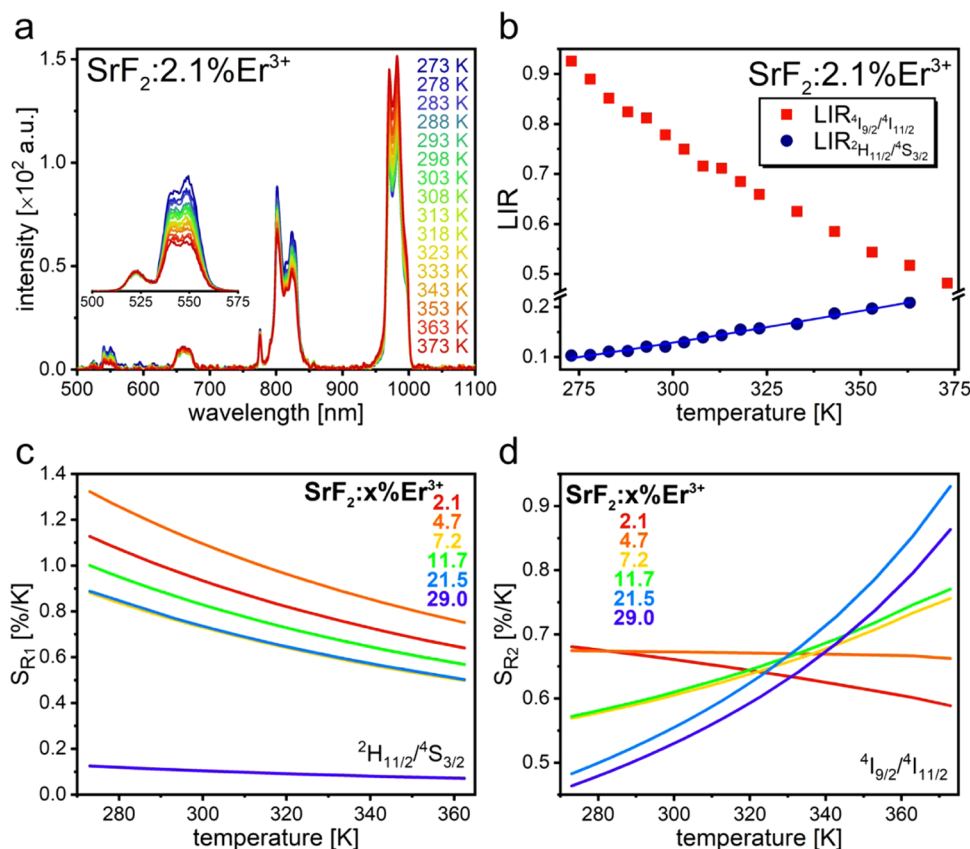 a
SrF₂:2.1%Er³⁺
273 K
278 K
283 K
288 K
293 K
298 K
303 K
308 K
313 K
318 K
323 K
333 K
343 K
353 K
363 K
373 K
intensity [×10² a.u.]
1.5
1.0
0.5
0.0
500 525 550 575
500 600 700 800 900 1000 1100
wavelength [nm]
b
SrF₂:2.1%Er³⁺
LIR⁴I₉/₂/⁴I₁₁/₂
LIR²H₁₁/₂/⁴S₃/₂
LIR
0.9
0.8
0.7
0.6
0.5
0.2
0.1
275 300 325 350 375
temperature [K]
c
SrF₂:x%Er³⁺
2.1
4.7
7.2
11.7
21.5
29.0
S_R1 [%/K]
1.4
1.2
1.0
0.8
0.6
0.4
0.2
0.0
²H₁₁/₂/⁴S₃/₂
280 300 320 340 360
temperature [K]
d
SrF₂:x%Er³⁺
2.1
4.7
7.2
11.7
21.5
29.0
S_R2 [%/K]
0.9
0.8
0.7
0.6
0.5
⁴I₉/₂/⁴I₁₁/₂
280 300 320 340 360
temperature [K]